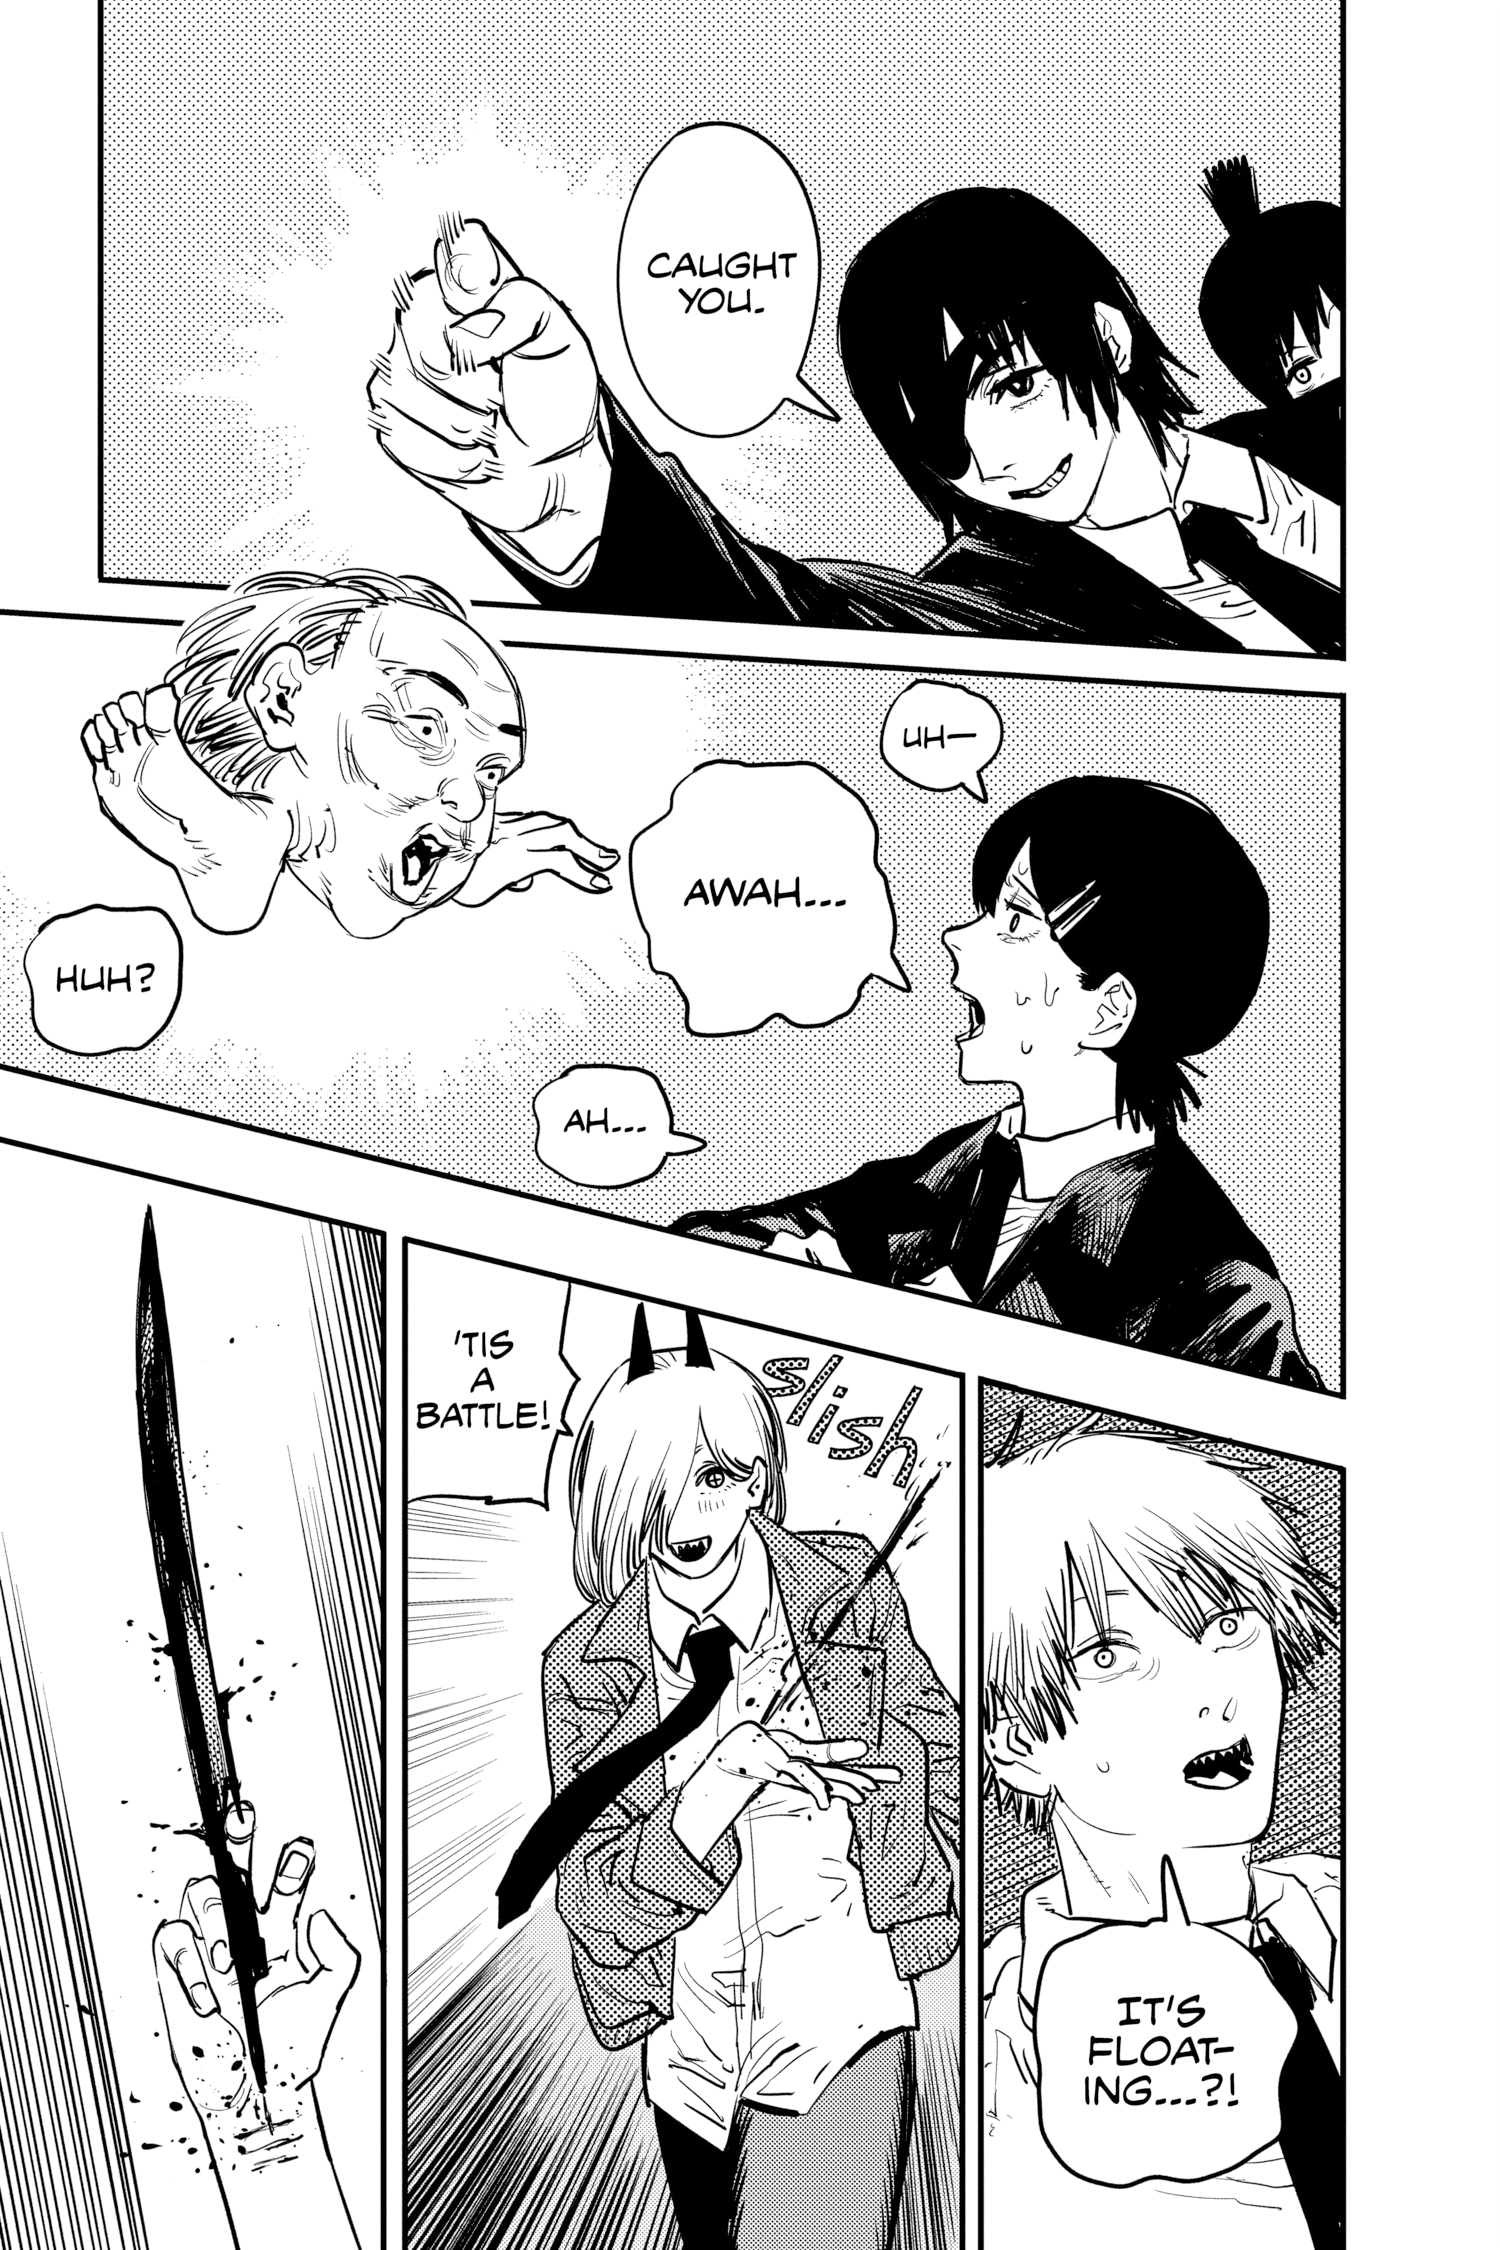 CAUGHT
YOU.
UH—
AWAH...
AH...
HUH?
IT'S
FLOAT-
ING...?!
slish
'TIS
A
BATTLE!